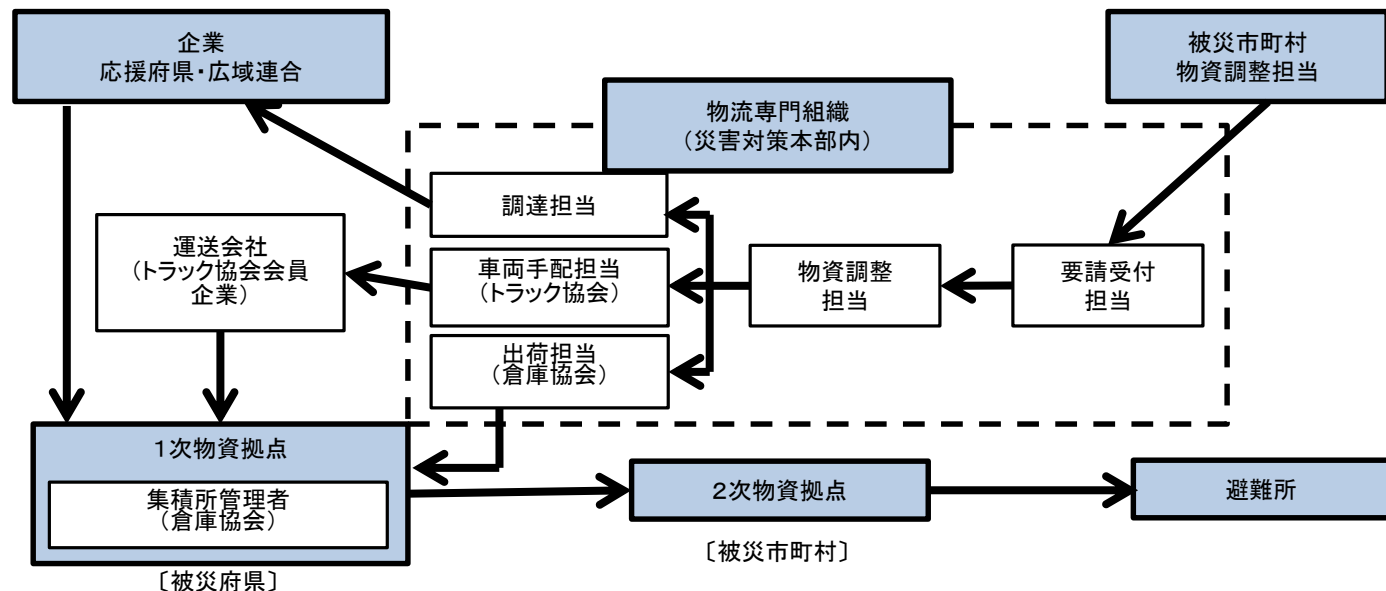 企業
応援府県・広域連合
被災市町村
物資調整担当
物流専門組織
（災害対策本部内）
調達担当
運送会社
（トラック協会会員
企業）
車両手配担当
（トラック協会）
物資調整
担当
要請受付
担当
出荷担当
（倉庫協会）
１次物資拠点
集積所管理者
（倉庫協会）
２次物資拠点
避難所
〔被災市町村〕
〔被災府県〕